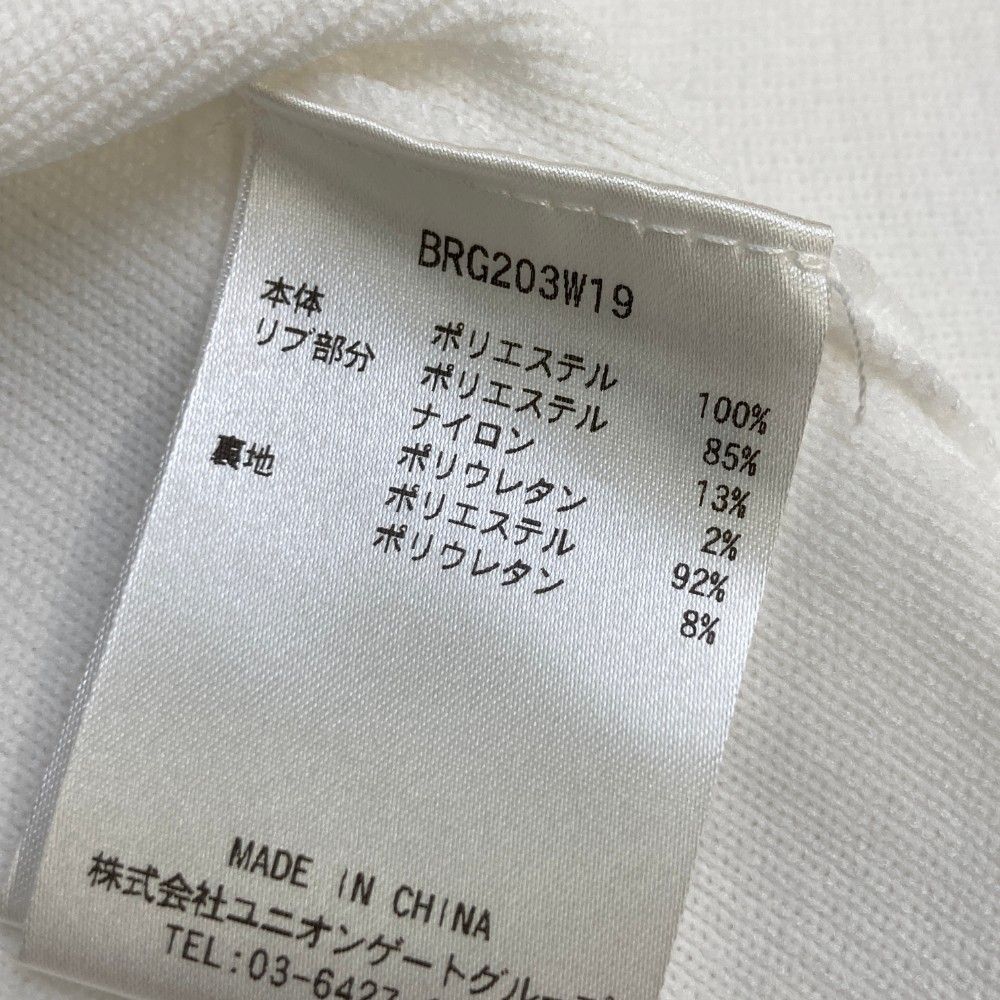 BRG203W19
本体 ポリエステル 100%
リブ部分 ポリエステル 85%
ナイロン 13%
ポリウレタン 2%
裏地 ポリエステル 92%
ポリウレタン 8%
MADE IN CHINA
株式会社ユニオンゲートグループ
TEL:03-6427